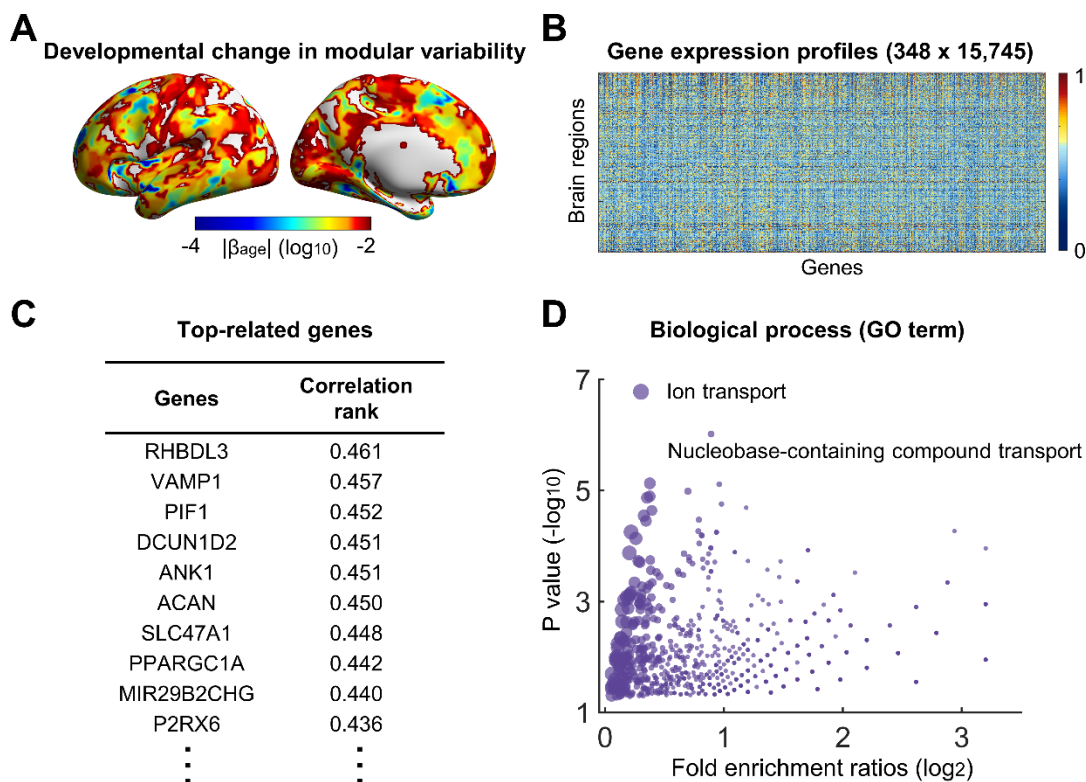 A
Developmental change in modular variability
-4
-2
|βage| (log10)
B
Gene expression profiles (348 x 15,745)
Brain regions
Genes
1
0
C
Top-related genes
Genes
Correlation
rank
RHBDL3 0.461
VAMP1 0.457
PIF1 0.452
DCUN1D2 0.451
ANK1 0.451
ACAN 0.450
SLC47A1 0.448
PPARGC1A 0.442
MIR29B2CHG 0.440
P2RX6 0.436
D
Biological process (GO term)
P value (-log10)
7
5
3
1
Ion transport
Nucleobase-containing compound transport
0
1
2
3
Fold enrichment ratios (log2)